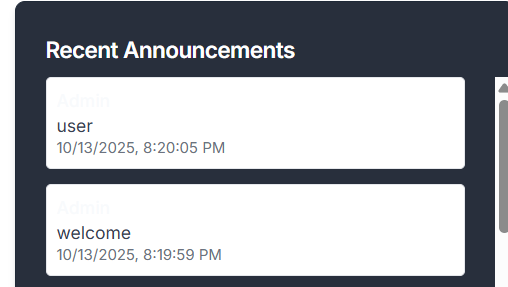 Recent Announcements
Admin
user
10/13/2025, 8:20:05 PM
Admin
welcome
10/13/2025, 8:19:59 PM